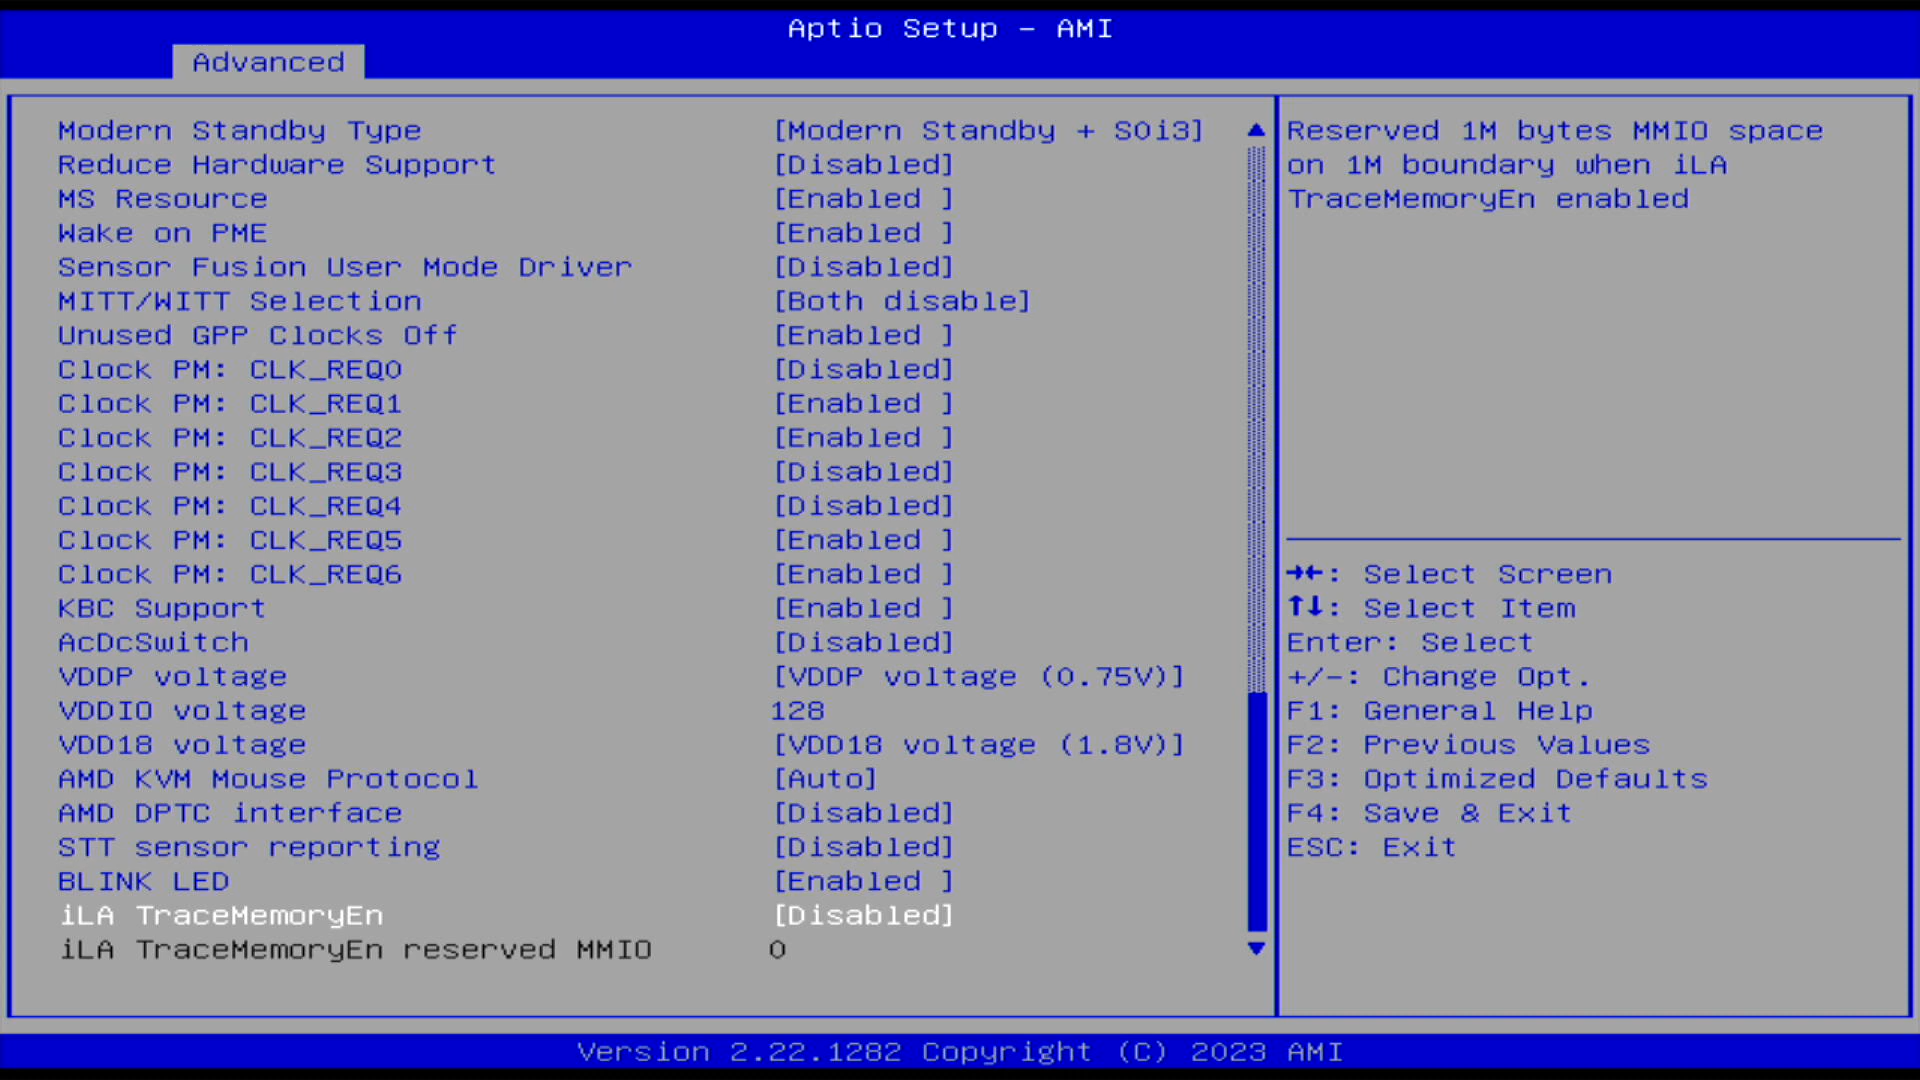 Aptio Setup – AMI
Advanced
Modern Standby Type [Modern Standby + S0i3]
Reduce Hardware Support [Disabled]
MS Resource [Enabled ]
Wake on PME [Enabled ]
Sensor Fusion User Mode Driver [Disabled]
MITT/WITT Selection [Both disable]
Unused GPP Clocks Off [Enabled ]
Clock PM: CLK_REQ0 [Disabled]
Clock PM: CLK_REQ1 [Enabled ]
Clock PM: CLK_REQ2 [Enabled ]
Clock PM: CLK_REQ3 [Disabled]
Clock PM: CLK_REQ4 [Disabled]
Clock PM: CLK_REQ5 [Enabled ]
Clock PM: CLK_REQ6 [Enabled ]
KBC Support [Enabled ]
AcDcSwitch [Disabled]
VDDP voltage [VDDP voltage (0.75V)]
VDDIO voltage 128
VDD18 voltage [VDD18 voltage (1.8V)]
AMD KVM Mouse Protocol [Auto]
AMD DPTC interface [Disabled]
STT sensor reporting [Disabled]
BLINK LED [Enabled ]
iLA TraceMemoryEn [Disabled]
iLA TraceMemoryEn reserved MMIO 0
Reserved 1M bytes MMIO space
on 1M boundary when iLA
TraceMemoryEn enabled
→←: Select Screen
↑↓: Select Item
Enter: Select
+/-: Change Opt.
F1: General Help
F2: Previous Values
F3: Optimized Defaults
F4: Save & Exit
ESC: Exit
Version 2.22.1282 Copyright (C) 2023 AMI